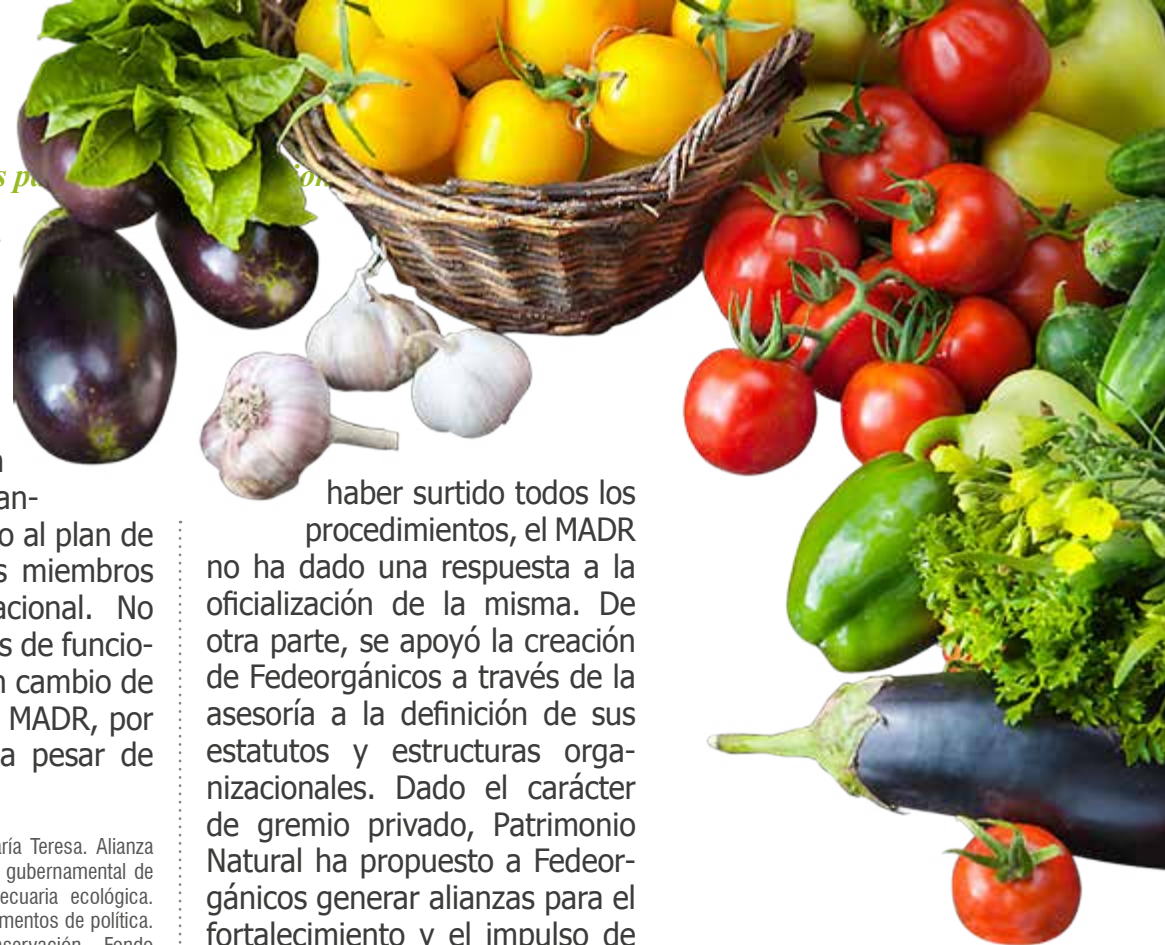 an-
o al plan de
s miembros
acional. No
s de funcio-
n cambio de
MADR, por
a pesar de
aría Teresa. Alianza
gubernamental de
ecuaria ecológica.
mentos de política.
haber surtido todos los
procedimientos, el MADR
no ha dado una respuesta a la
oficialización de la misma. De
otra parte, se apoyó la creación
de Fedeorgánicos a través de la
asesoría a la definición de sus
estatutos y estructuras orga-
nizacionales. Dado el carácter
de gremio privado, Patrimonio
Natural ha propuesto a Fedeor-
gánicos generar alianzas para el
fortalecimiento y el impulso de